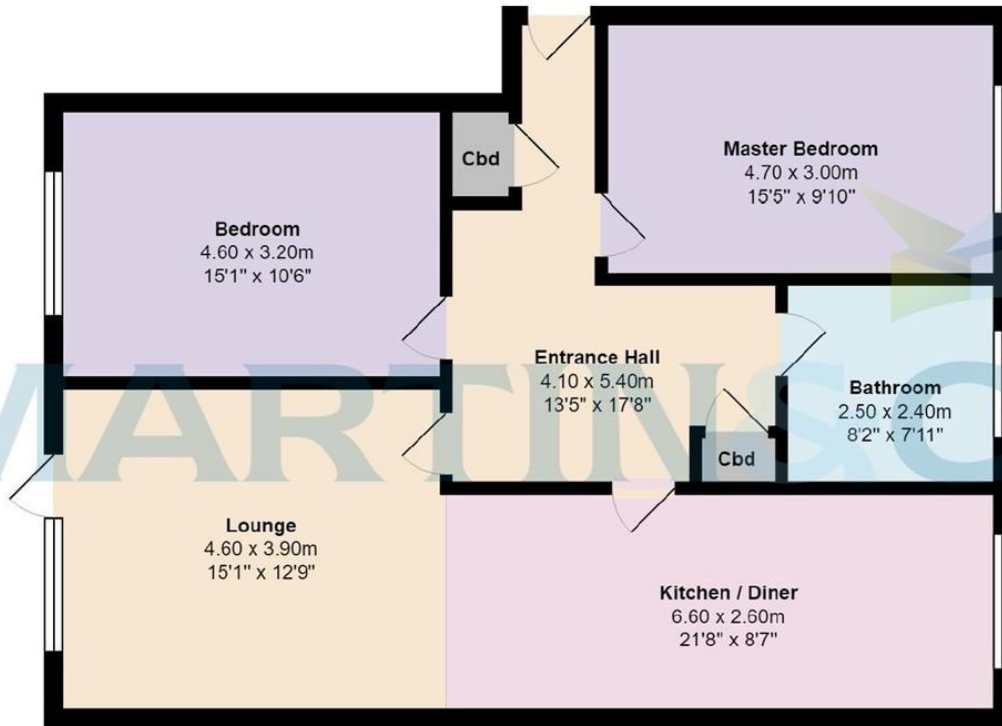 Master Bedroom
4.70 x 3.00m
15'5" x 9'10"
Cbd
Bedroom
4.60 x 3.20m
15'1" x 10'6"
Entrance Hall
4.10 x 5.40m
13'5" x 17'8"
Bathroom
2.50 x 2.40m
8'2" x 7'11"
Cbd
MARTINSC
Lounge
4.60 x 3.90m
15'1" x 12'9"
Kitchen / Diner
6.60 x 2.60m
21'8" x 8'7"